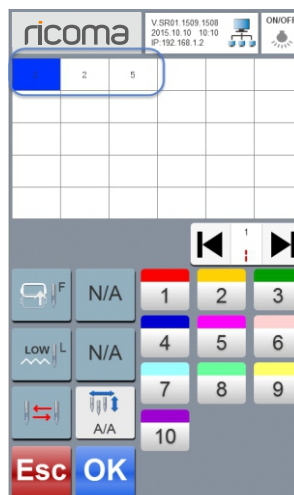 ricoma
V.SR01.1509.1508
2015.10.10 10:10
IP:192.168.1.2
ON/OFF
1 2 5
1
F N/A 1 2 3
LOW L N/A 4 5 6
A/A 7 8 9
10
Esc OK